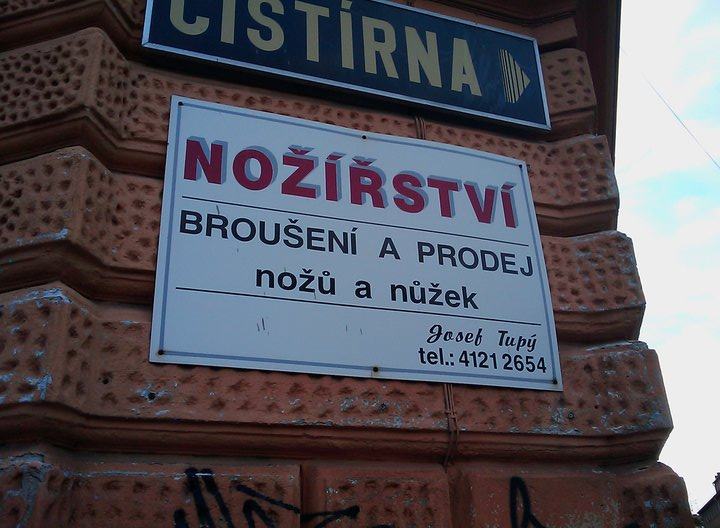 ČISTÍRNA
NOŽÍŘSTVÍ
BROUŠENÍ A PRODEJ
nožů a nůžek
Josef Tupý
tel.: 4121 2654